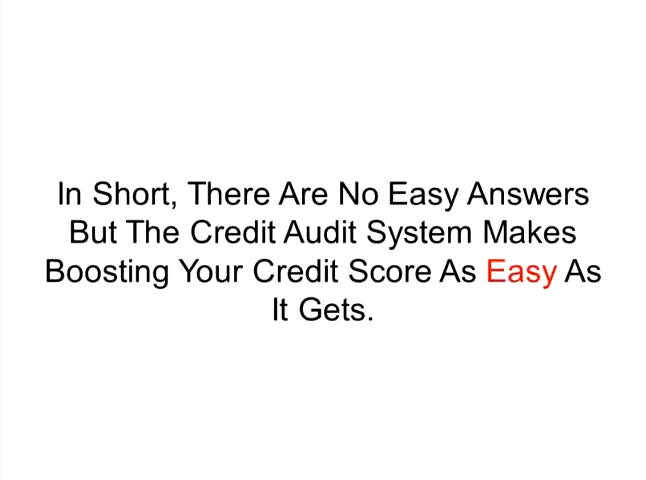 In Short, There Are No Easy Answers
But The Credit Audit System Makes
Boosting Your Credit Score As Easy As
It Gets.